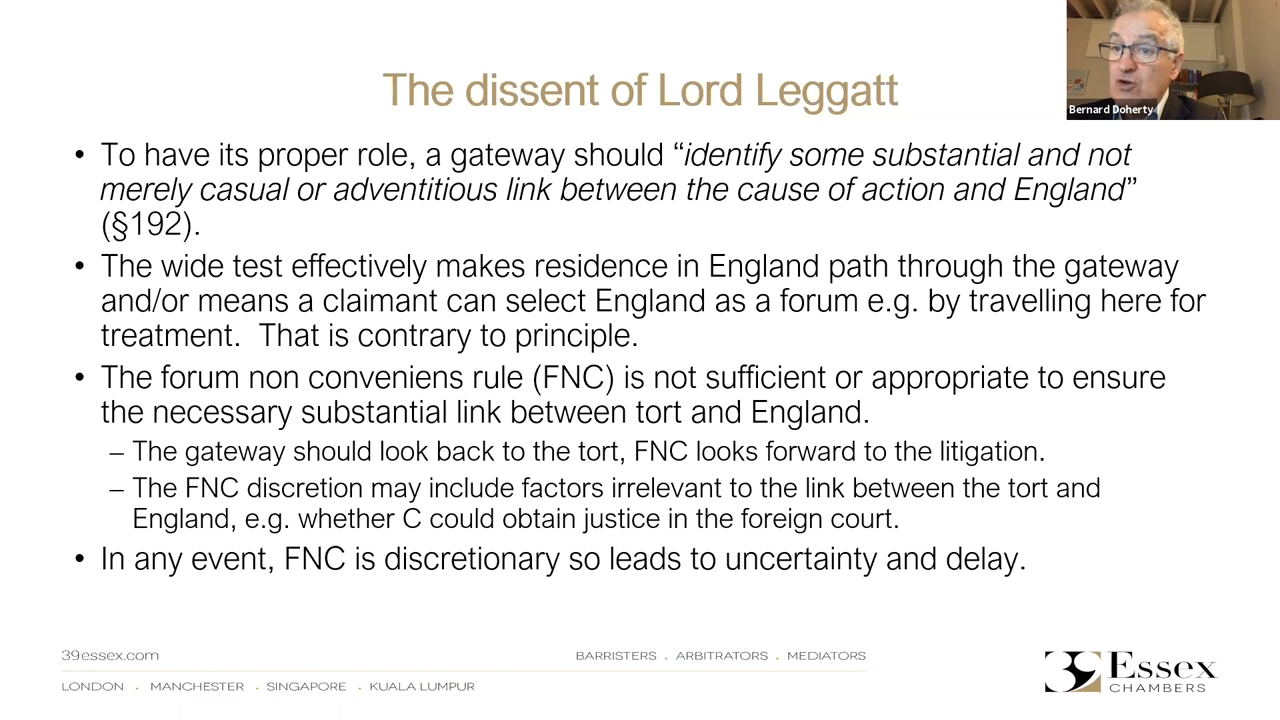 The dissent of Lord Leggatt
Bernard Doherty
• To have its proper role, a gateway should “identify some substantial and not
merely casual or adventitious link between the cause of action and England”
(§192).
• The wide test effectively makes residence in England path through the gateway
and/or means a claimant can select England as a forum e.g. by travelling here for
treatment.  That is contrary to principle.
• The forum non conveniens rule (FNC) is not sufficient or appropriate to ensure
the necessary substantial link between tort and England.
– The gateway should look back to the tort, FNC looks forward to the litigation.
– The FNC discretion may include factors irrelevant to the link between the tort and
England, e.g. whether C could obtain justice in the foreign court.
• In any event, FNC is discretionary so leads to uncertainty and delay.
39essex.com
BARRISTERS . ARBITRATORS . MEDIATORS
LONDON . MANCHESTER . SINGAPORE . KUALA LUMPUR
39 Essex
CHAMBERS